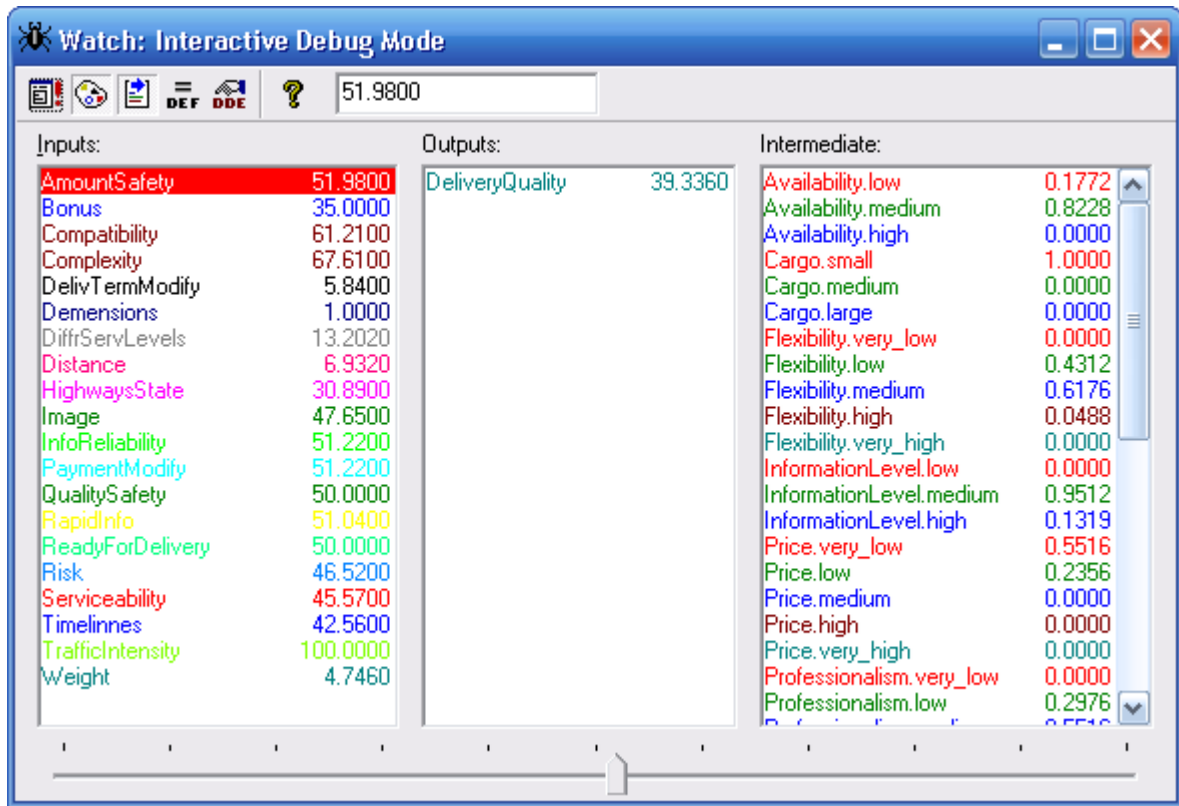 Watch: Interactive Debug Mode
DEF DDE 51.9800
Inputs:
AmountSafety 51.9800
Bonus 35.0000
Compatibility 61.2100
Complexity 67.6100
DelivTermModify 5.8400
Demensions 1.0000
DiffrServLevels 13.2020
Distance 6.9320
HighwaysState 30.8900
Image 47.6500
InfoReliability 51.2200
PaymentModify 51.2200
QualitySafety 50.0000
RapidInfo 51.0400
ReadyForDelivery 50.0000
Risk 46.5200
Serviceability 45.5700
Timelinnes 42.5600
TrafficIntensity 100.0000
Weight 4.7460
Outputs:
DeliveryQuality 39.3360
Intermediate:
Availability.low 0.1772
Availability.medium 0.8228
Availability.high 0.0000
Cargo.small 1.0000
Cargo.medium 0.0000
Cargo.large 0.0000
Flexibility.very_low 0.0000
Flexibility.low 0.4312
Flexibility.medium 0.6176
Flexibility.high 0.0488
Flexibility.very_high 0.0000
InformationLevel.low 0.0000
InformationLevel.medium 0.9512
InformationLevel.high 0.1319
Price.very_low 0.5516
Price.low 0.2356
Price.medium 0.0000
Price.high 0.0000
Price.very_high 0.0000
Professionalism.very_low 0.0000
Professionalism.low 0.2976